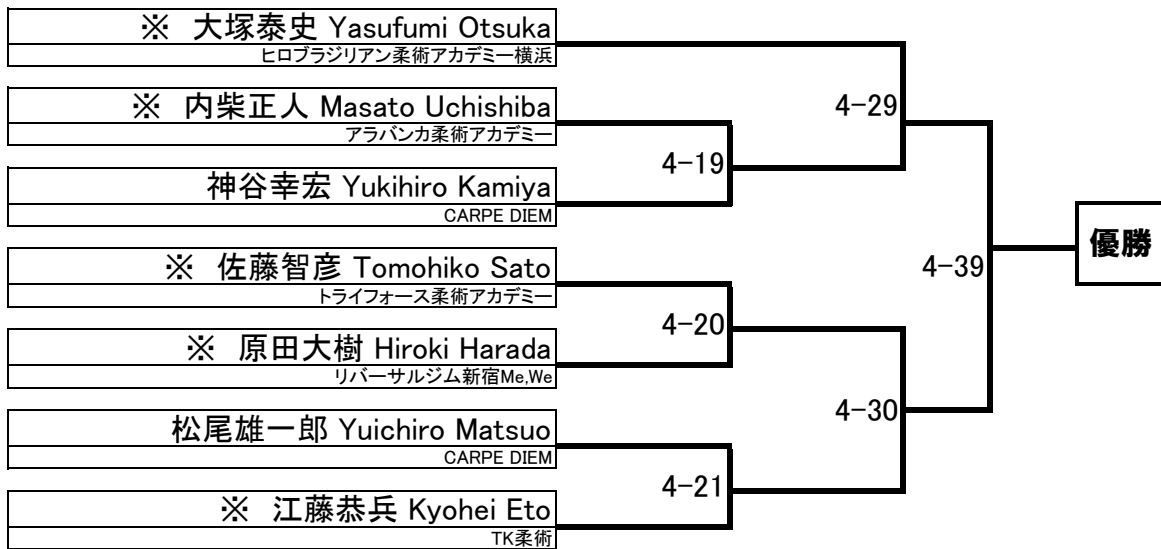 ※ 大塚泰史 Yasufumi Otsuka
ヒロブラジリアン柔術アカデミー横浜
※ 内柴正人 Masato Uchishiba
アラバンカ柔術アカデミー
神谷幸宏 Yukihiro Kamiya
CARPE DIEM
※ 佐藤智彦 Tomohiko Sato
トライフォース柔術アカデミー
※ 原田大樹 Hiroki Harada
リバーサルジム新宿Me,We
松尾雄一郎 Yuichiro Matsuo
CARPE DIEM
※ 江藤恭兵 Kyohei Eto
TK柔術
4-19
4-20
4-21
4-29
4-30
4-39
優勝